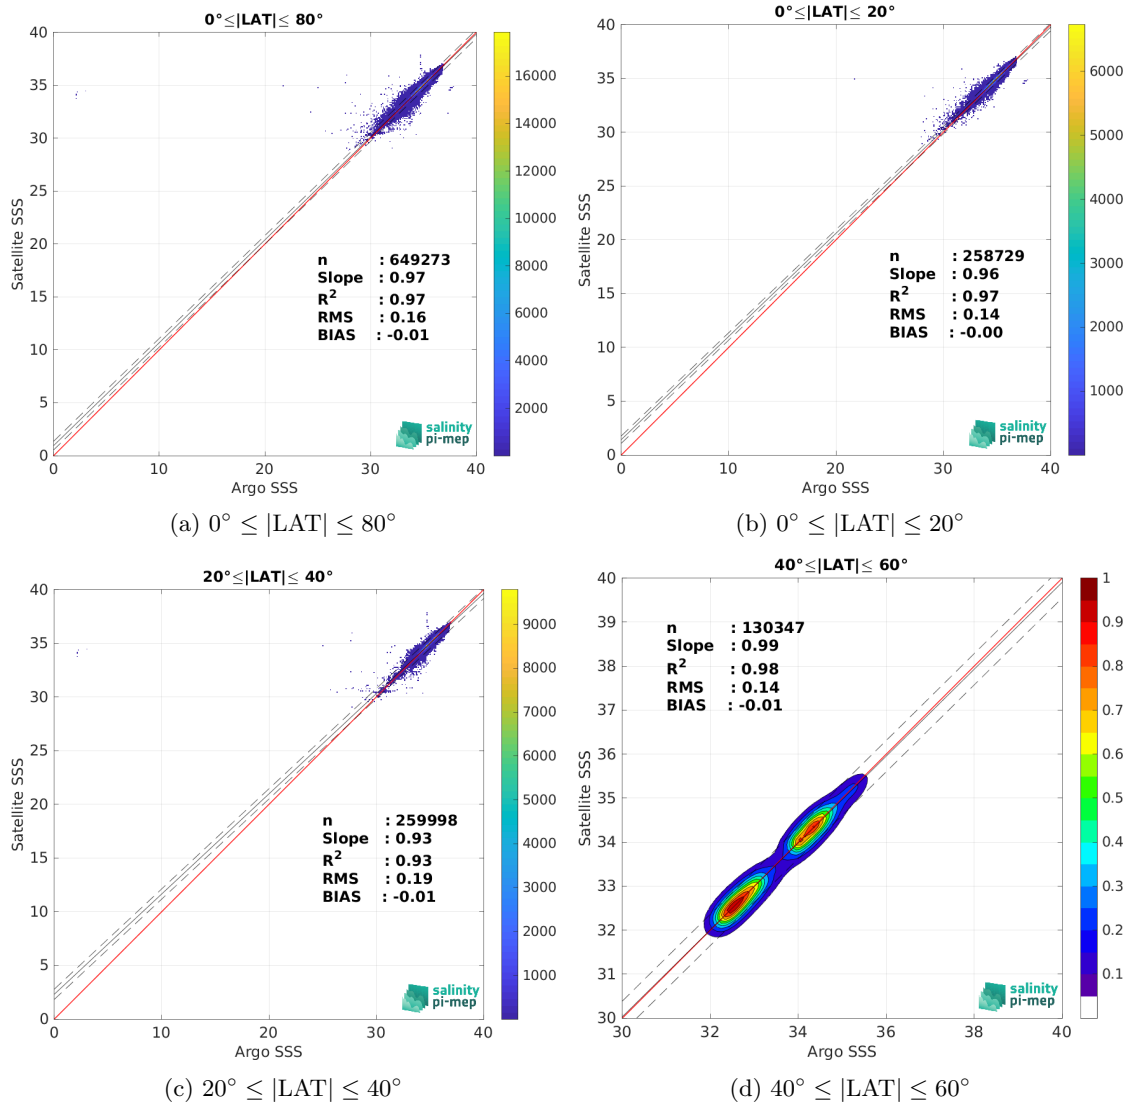 0°≤|LAT|≤ 80°
40
35
30
25
20
15
10
5
0
Satellite SSS
n : 649273
Slope : 0.97
R² : 0.97
RMS : 0.16
BIAS : -0.01
salinity
pi-mep
0 10 20 30 40
Argo SSS
16000
14000
12000
10000
8000
6000
4000
2000
(a) 0° ≤ |LAT| ≤ 80°
0°≤|LAT|≤ 20°
40
35
30
25
20
15
10
5
0
Satellite SSS
n : 258729
Slope : 0.96
R² : 0.97
RMS : 0.14
BIAS : -0.00
salinity
pi-mep
0 10 20 30 40
Argo SSS
6000
5000
4000
3000
2000
1000
(b) 0° ≤ |LAT| ≤ 20°
20°≤|LAT|≤ 40°
40
35
30
25
20
15
10
5
0
Satellite SSS
n : 259998
Slope : 0.93
R² : 0.93
RMS : 0.19
BIAS : -0.01
salinity
pi-mep
0 10 20 30 40
Argo SSS
9000
8000
7000
6000
5000
4000
3000
2000
1000
(c) 20° ≤ |LAT| ≤ 40°
40°≤|LAT|≤ 60°
40
39
38
37
36
35
34
33
32
31
30
Satellite SSS
n : 130347
Slope : 0.99
R² : 0.98
RMS : 0.14
BIAS : -0.01
salinity
pi-mep
30 32 34 36 38 40
Argo SSS
1
0.9
0.8
0.7
0.6
0.5
0.4
0.3
0.2
0.1
(d) 40° ≤ |LAT| ≤ 60°